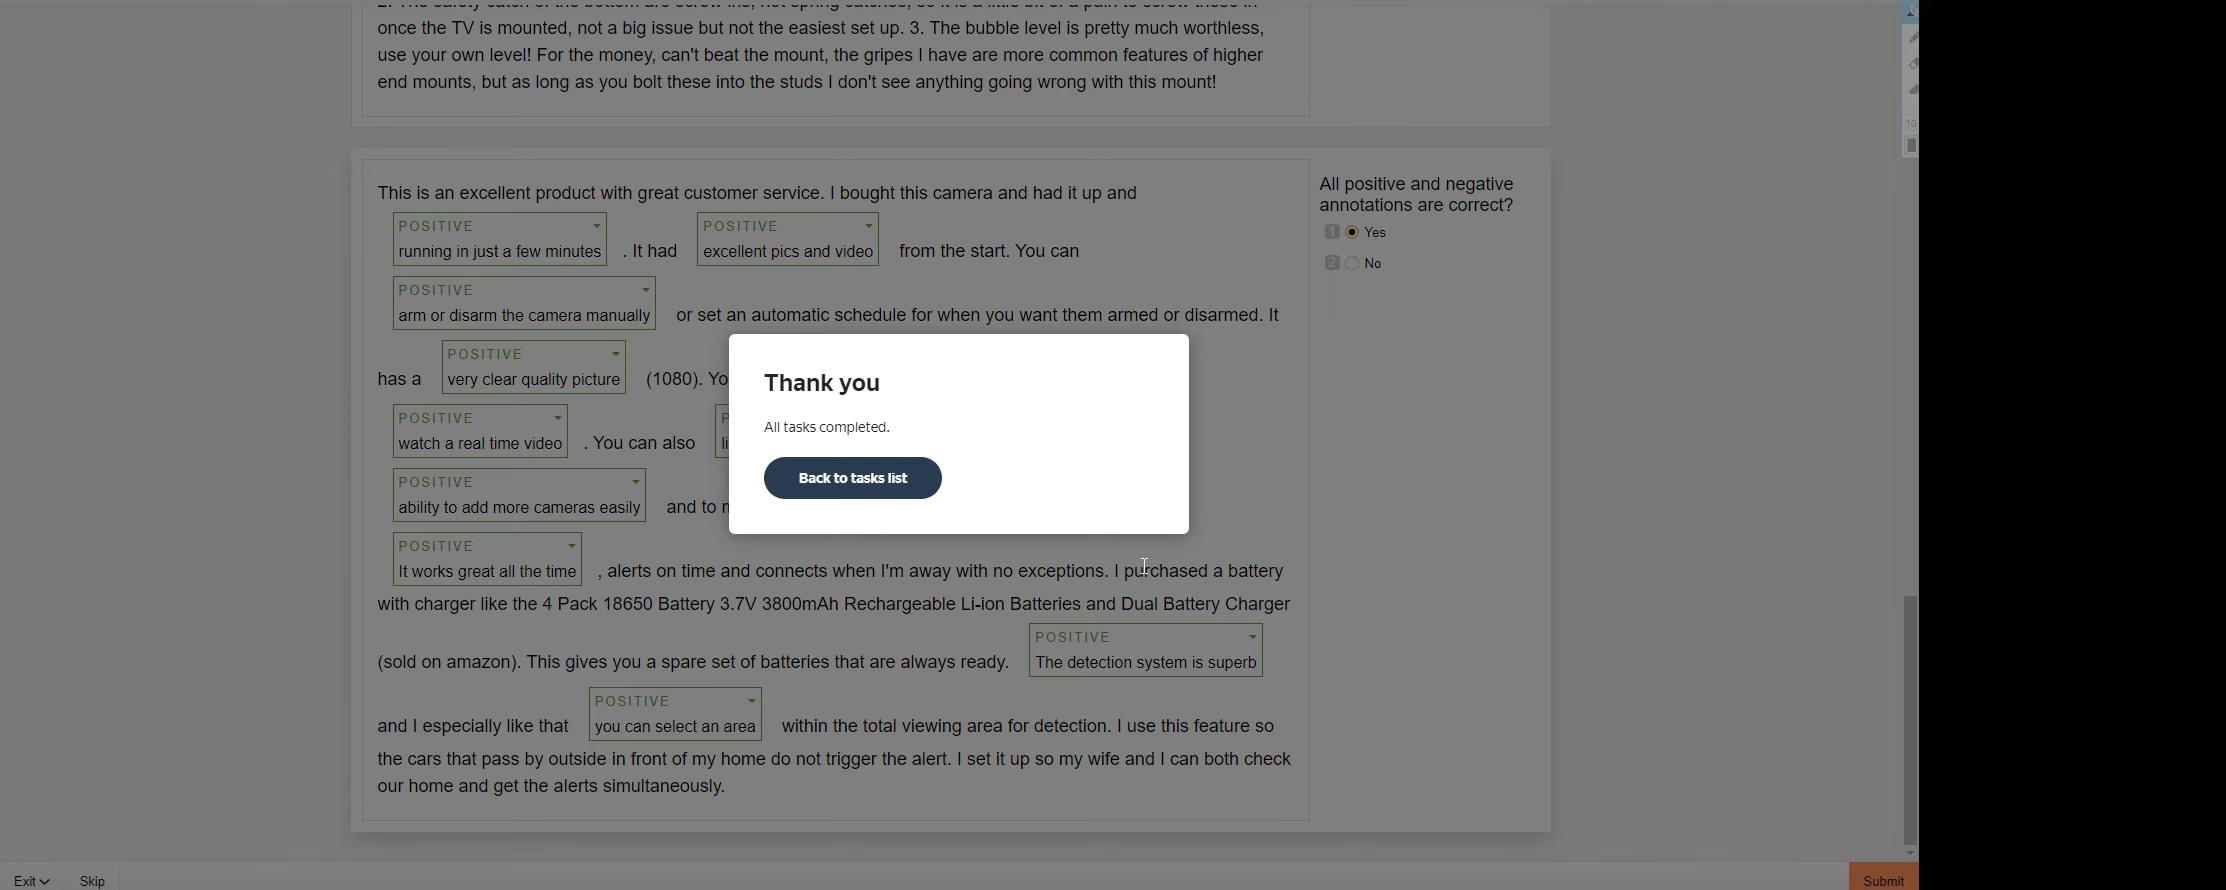 once the TV is mounted, not a big issue but not the easiest set up. 3. The bubble level is pretty much worthless,
use your own level! For the money, can't beat the mount, the gripes I have are more common features of higher
end mounts, but as long as you bolt these into the studs I don't see anything going wrong with this mount!
This is an excellent product with great customer service. I bought this camera and had it up and
POSITIVE POSITIVE
running in just a few minutes . It had excellent pics and video from the start. You can
POSITIVE
arm or disarm the camera manually or set an automatic schedule for when you want them armed or disarmed. It
POSITIVE
has a very clear quality picture (1080). Yo
POSITIVE
watch a real time video . You can also li
POSITIVE
ability to add more cameras easily and to
POSITIVE
It works great all the time , alerts on time and connects when I'm away with no exceptions. I purchased a battery
with charger like the 4 Pack 18650 Battery 3.7V 3800mAh Rechargeable Li-ion Batteries and Dual Battery Charger
POSITIVE
(sold on amazon). This gives you a spare set of batteries that are always ready. The detection system is superb
POSITIVE
and I especially like that you can select an area within the total viewing area for detection. I use this feature so
the cars that pass by outside in front of my home do not trigger the alert. I set it up so my wife and I can both check
our home and get the alerts simultaneously.
All positive and negative
annotations are correct?
1 Yes
2 No
Thank you
All tasks completed.
Back to tasks list
10
Exit Skip Submit